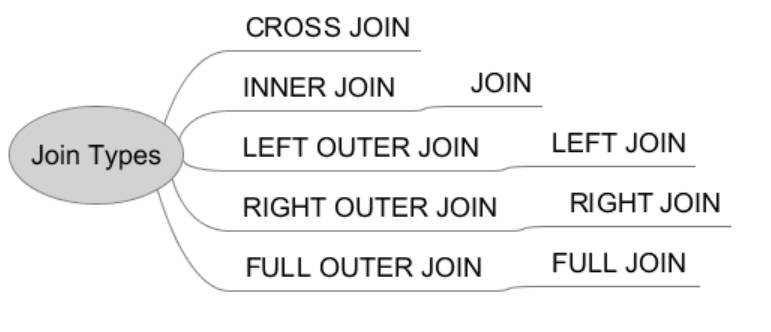 CROSS JOIN
INNER JOIN JOIN
Join Types
LEFT OUTER JOIN LEFT JOIN
RIGHT OUTER JOIN RIGHT JOIN
FULL OUTER JOIN FULL JOIN